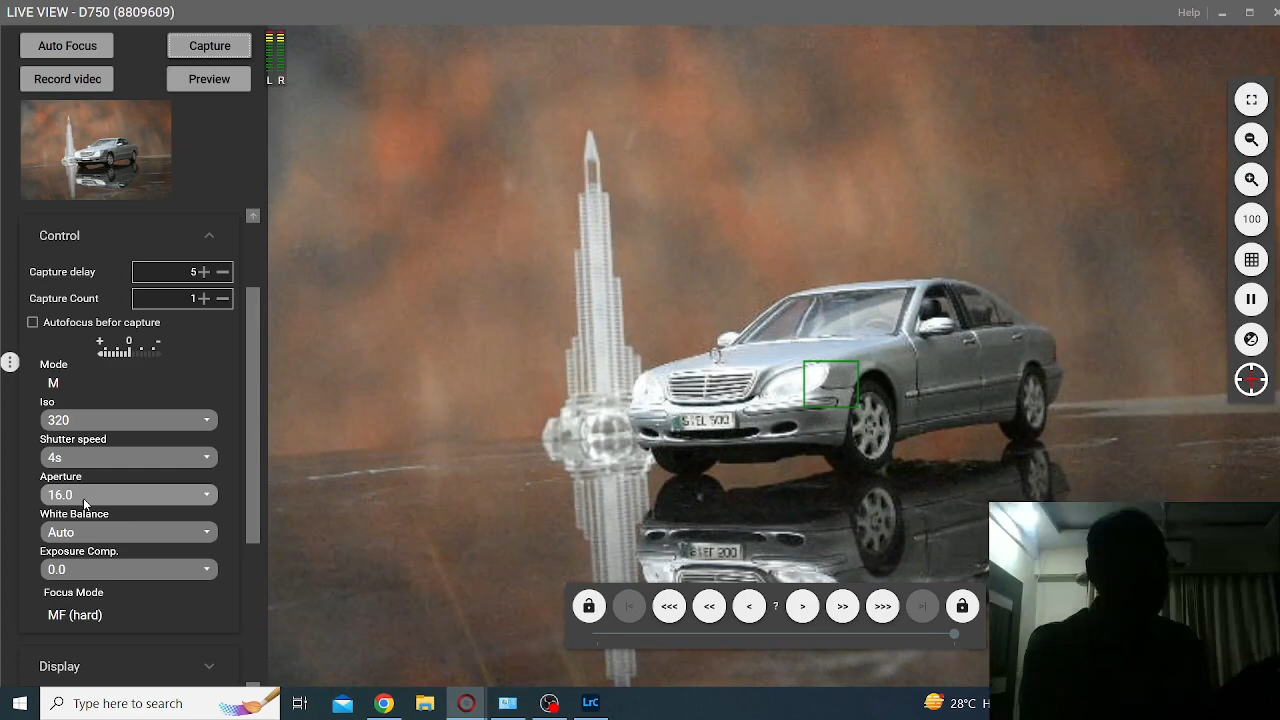 LIVE VIEW - D750 (8809609)
Help
Auto Focus
Capture
Record video
Preview
L R
100
Control
Capture delay
5
Capture Count
1
Autofocus befor capture
+ 0 -
Mode
M
Iso
320
Shutter speed
4s
Aperture
16.0
White Balance
Auto
Exposure Comp.
0.0
Focus Mode
MF (hard)
Display
S EL 500
|< <<< << < ? > >> >>> >|
Type here to search
LrC
28°C H